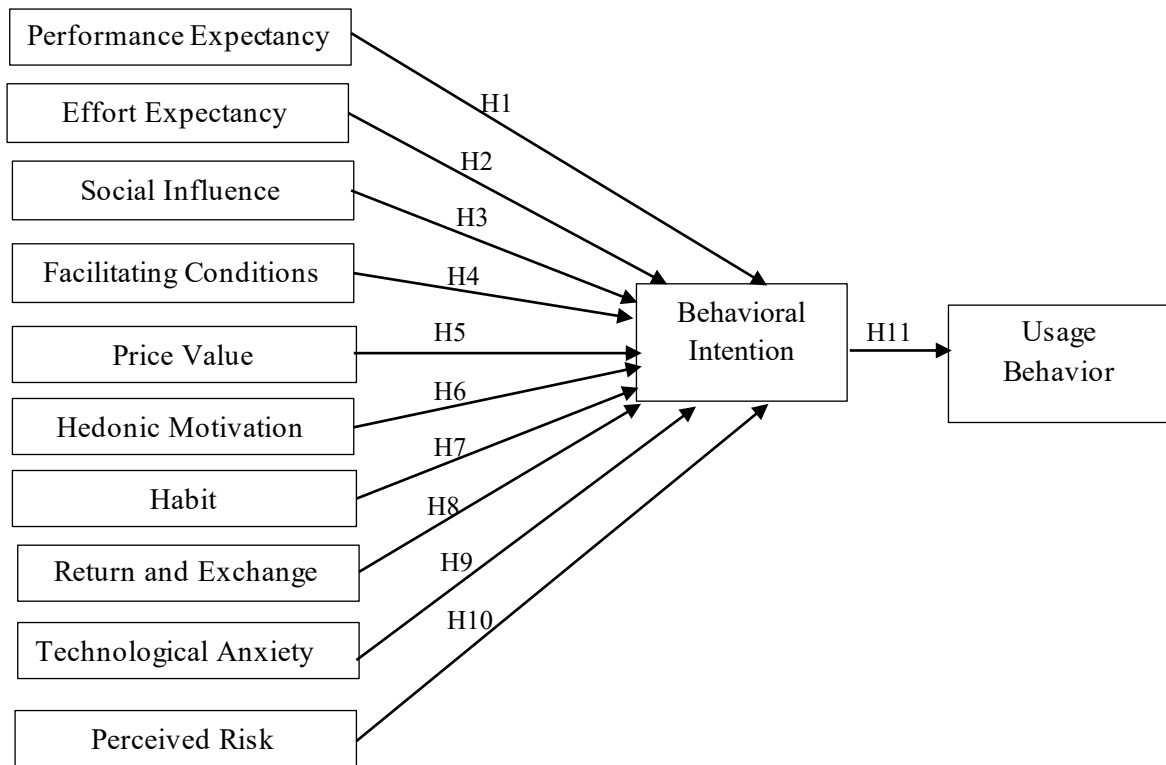 Performance Expectancy
H1
Effort Expectancy
H2
Social Influence
H3
Facilitating Conditions
H4
Price Value
H5
Hedonic Motivation
H6
Habit
H7
Return and Exchange
H8
Technological Anxiety
H9
Perceived Risk
H10
Behavioral
Intention
H11
Usage
Behavior